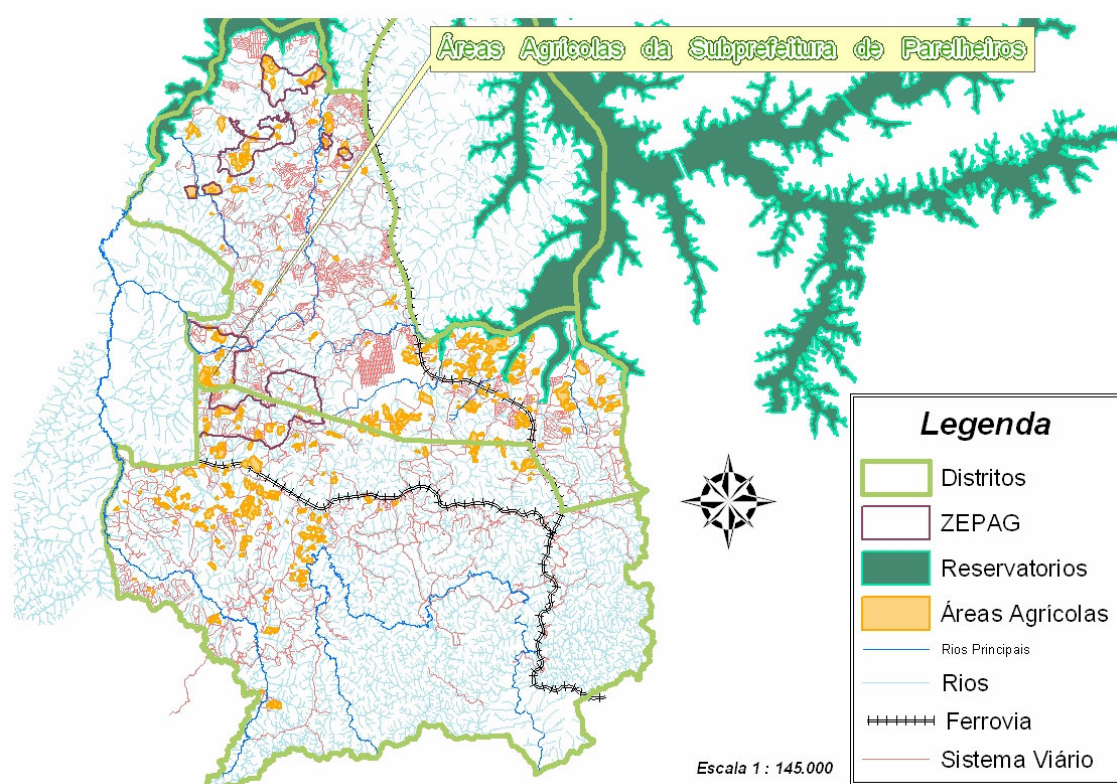 Áreas Agrícolas da Subprefeitura de Parelheiros
Legenda
Distritos
ZEPAG
Reservatorios
Áreas Agrícolas
Rios Principais
Rios
Ferrovia
Sistema Viário
Escala 1 : 145.000